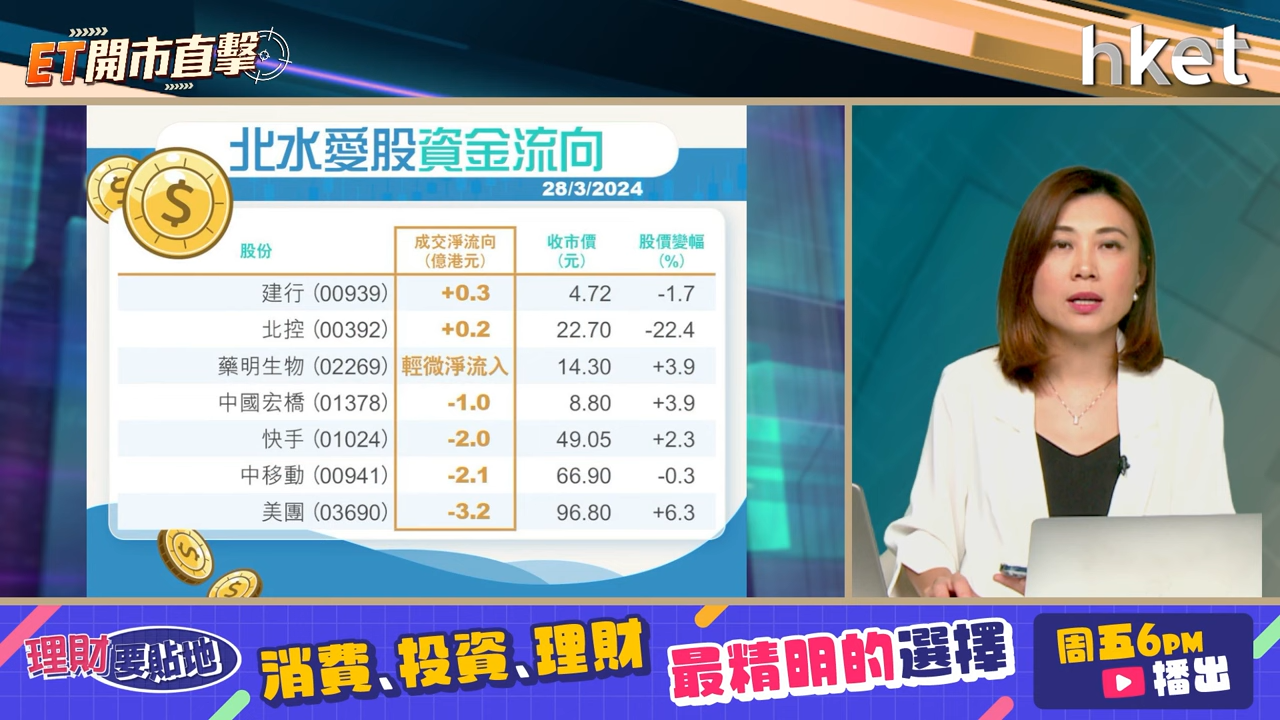 ET開市直擊
hket
北水愛股資金流向
28/3/2024
股份 成交淨流向 (億港元) 收市價 (元) 股價變幅 (%)
建行 (00939) +0.3 4.72 -1.7
北控 (00392) +0.2 22.70 -22.4
藥明生物 (02269) 輕微淨流入 14.30 +3.9
中國宏橋 (01378) -1.0 8.80 +3.9
快手 (01024) -2.0 49.05 +2.3
中移動 (00941) -2.1 66.90 -0.3
美團 (03690) -3.2 96.80 +6.3
理財要貼地
消費、投資、理財
最精明的選擇
周五6PM
播出